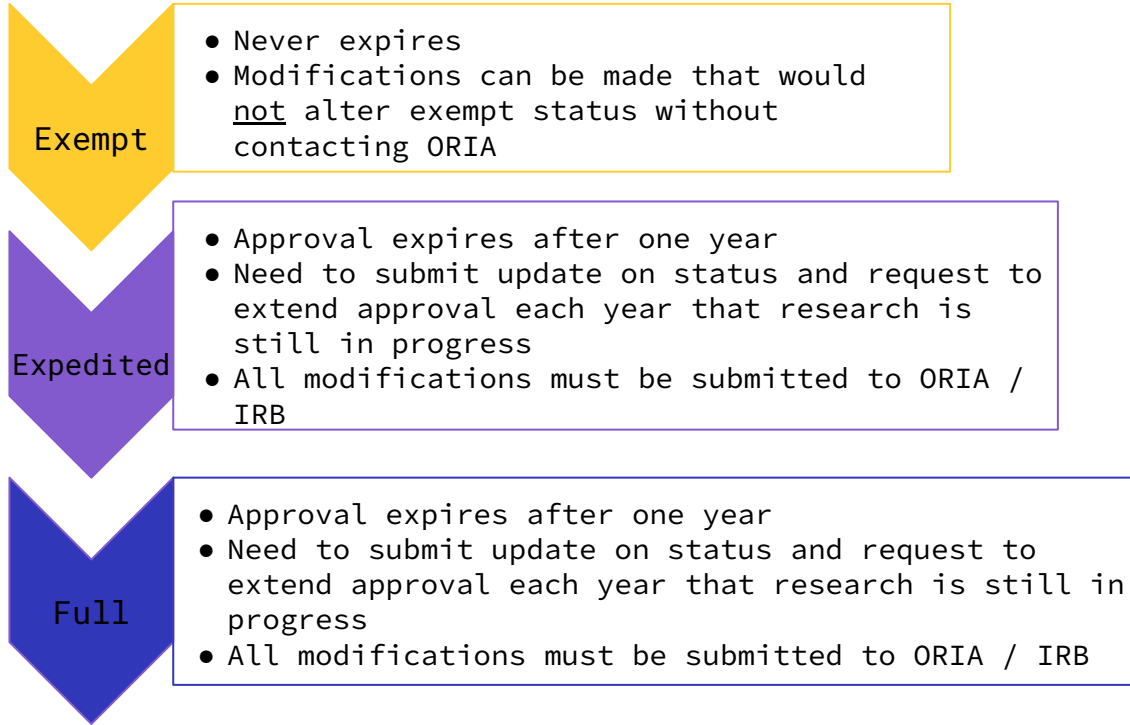 Exempt
● Never expires
● Modifications can be made that would
not alter exempt status without
contacting ORIA
Expedited
● Approval expires after one year
● Need to submit update on status and request to
extend approval each year that research is
still in progress
● All modifications must be submitted to ORIA /
IRB
Full
● Approval expires after one year
● Need to submit update on status and request to
extend approval each year that research is still in
progress
● All modifications must be submitted to ORIA / IRB